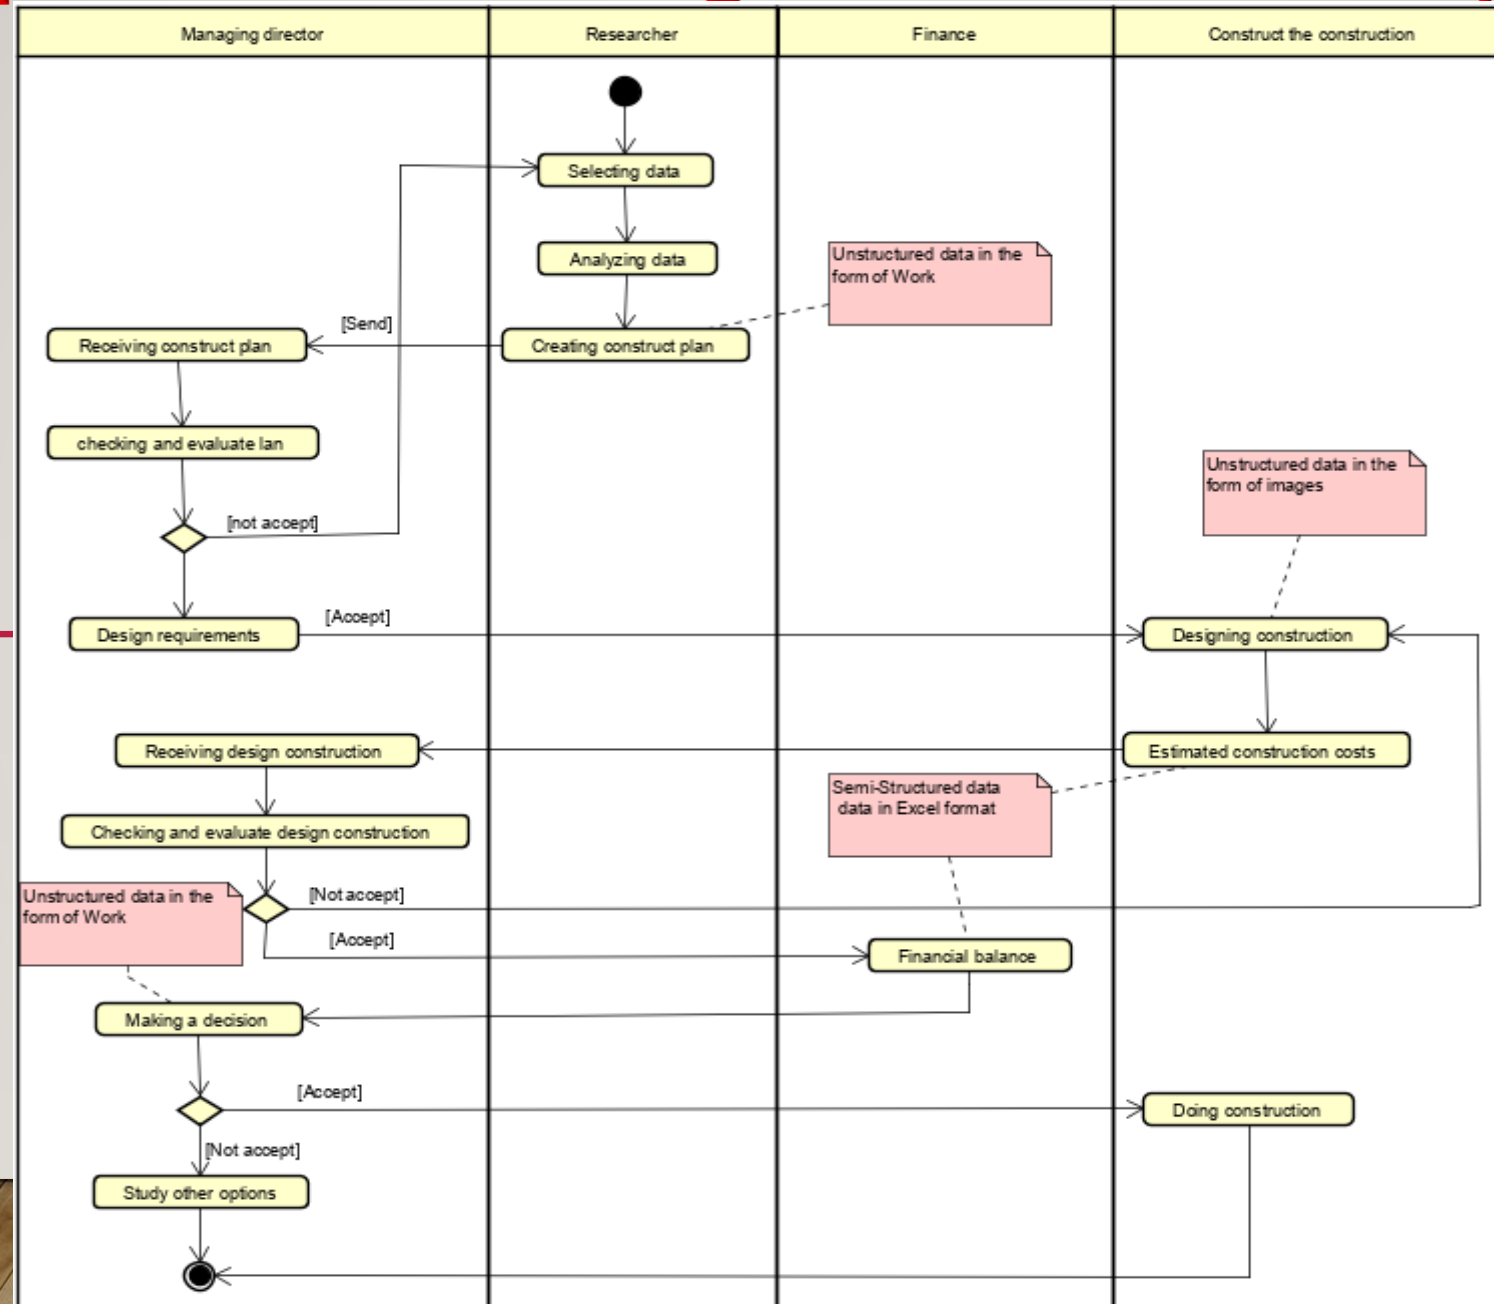 Managing director
Researcher
Finance
Construct the construction
Selecting data
Analyzing data
Unstructured data in the
form of Work
[Send]
Receiving construct plan
Creating construct plan
checking and evaluate lan
Unstructured data in the
form of images
[not accept]
Design requirements
[Accept]
Designing construction
Receiving design construction
Estimated construction costs
Semi-Structured data
data in Excel format
Checking and evaluate design construction
Unstructured data in the
form of Work
[Not accept]
[Accept]
Financial balance
Making a decision
[Accept]
Doing construction
[Not accept]
Study other options